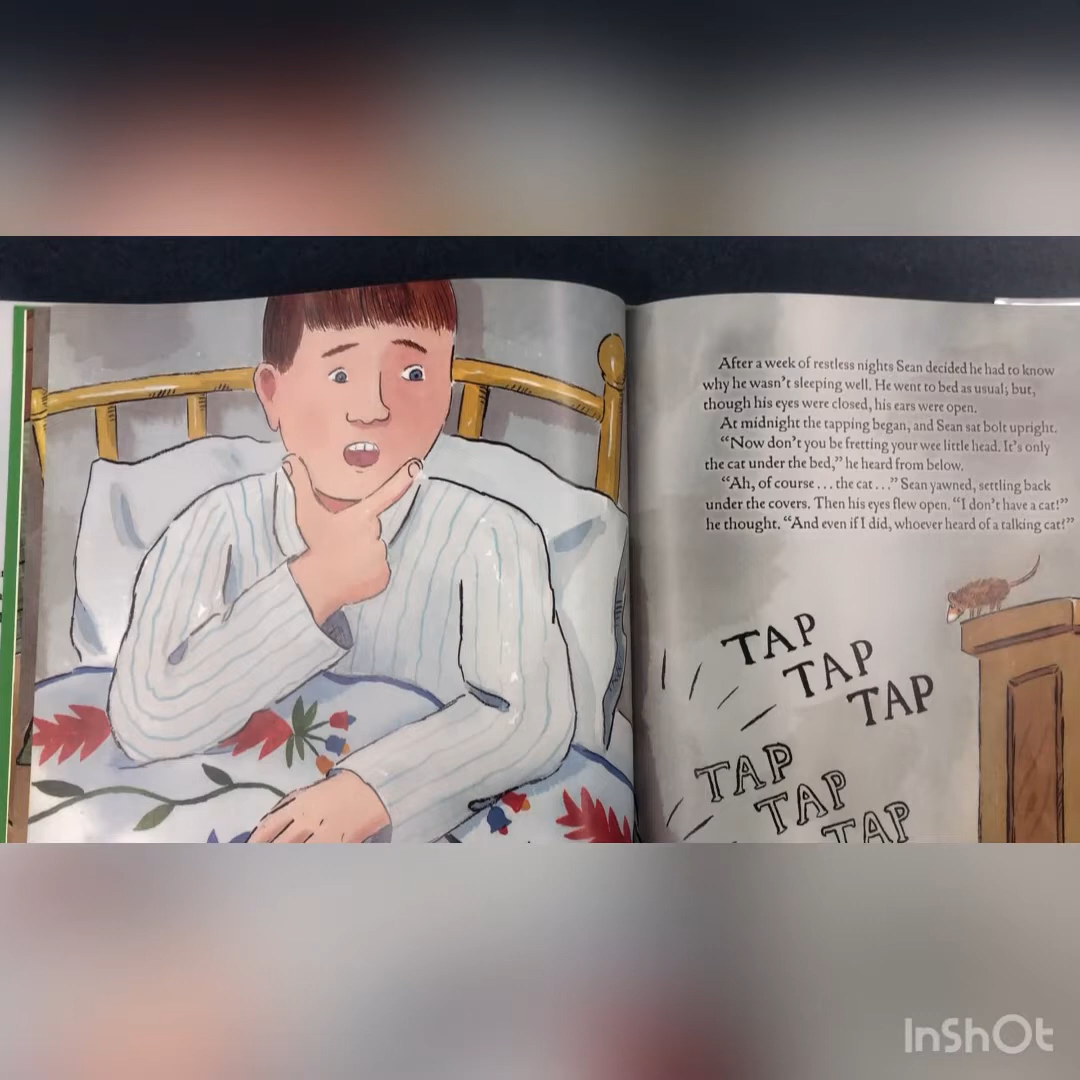 After a week of restless nights Sean decided he had to know
why he wasn't sleeping well. He went to bed as usual; but,
though his eyes were closed, his ears were open.
At midnight the tapping began, and Sean sat bolt upright.
“Now don't you be fretting your wee little head. It's only
the cat under the bed,” he heard from below.
“Ah, of course . . . the cat . . .” Sean yawned, settling back
under the covers. Then his eyes flew open. “I don't have a cat!”
he thought. “And even if I did, whoever heard of a talking cat?”
TAP
TAP
TAP
TAP
TAP
TAP
InShOt